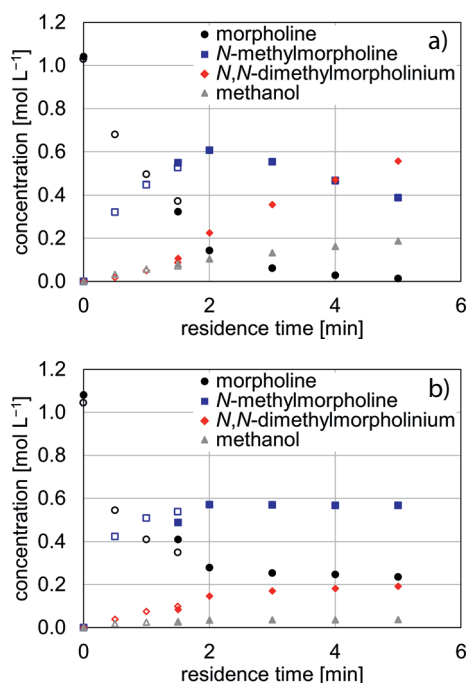 a)
morpholine
N-methylmorpholine
N,N-dimethylmorpholinium
methanol
concentration [mol L⁻¹]
1.2
1.0
0.8
0.6
0.4
0.2
0.0
0 2 4 6
residence time [min]
b)
morpholine
N-methylmorpholine
N,N-dimethylmorpholinium
methanol
concentration [mol L⁻¹]
1.2
1.0
0.8
0.6
0.4
0.2
0.0
0 2 4 6
residence time [min]